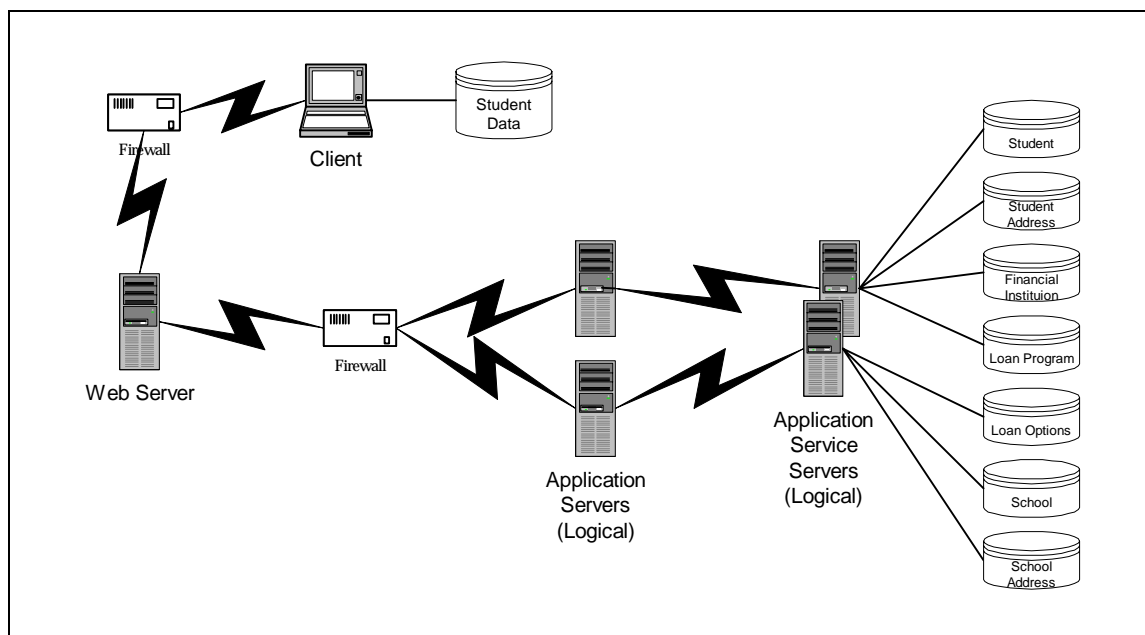 Student
Data
Firewall
Client
Student
Student
Address
Financial
Instituion
Loan Program
Firewall
Web Server
Loan Options
Application
Servers
(Logical)
Application
Service
Servers
(Logical)
School
School
Address